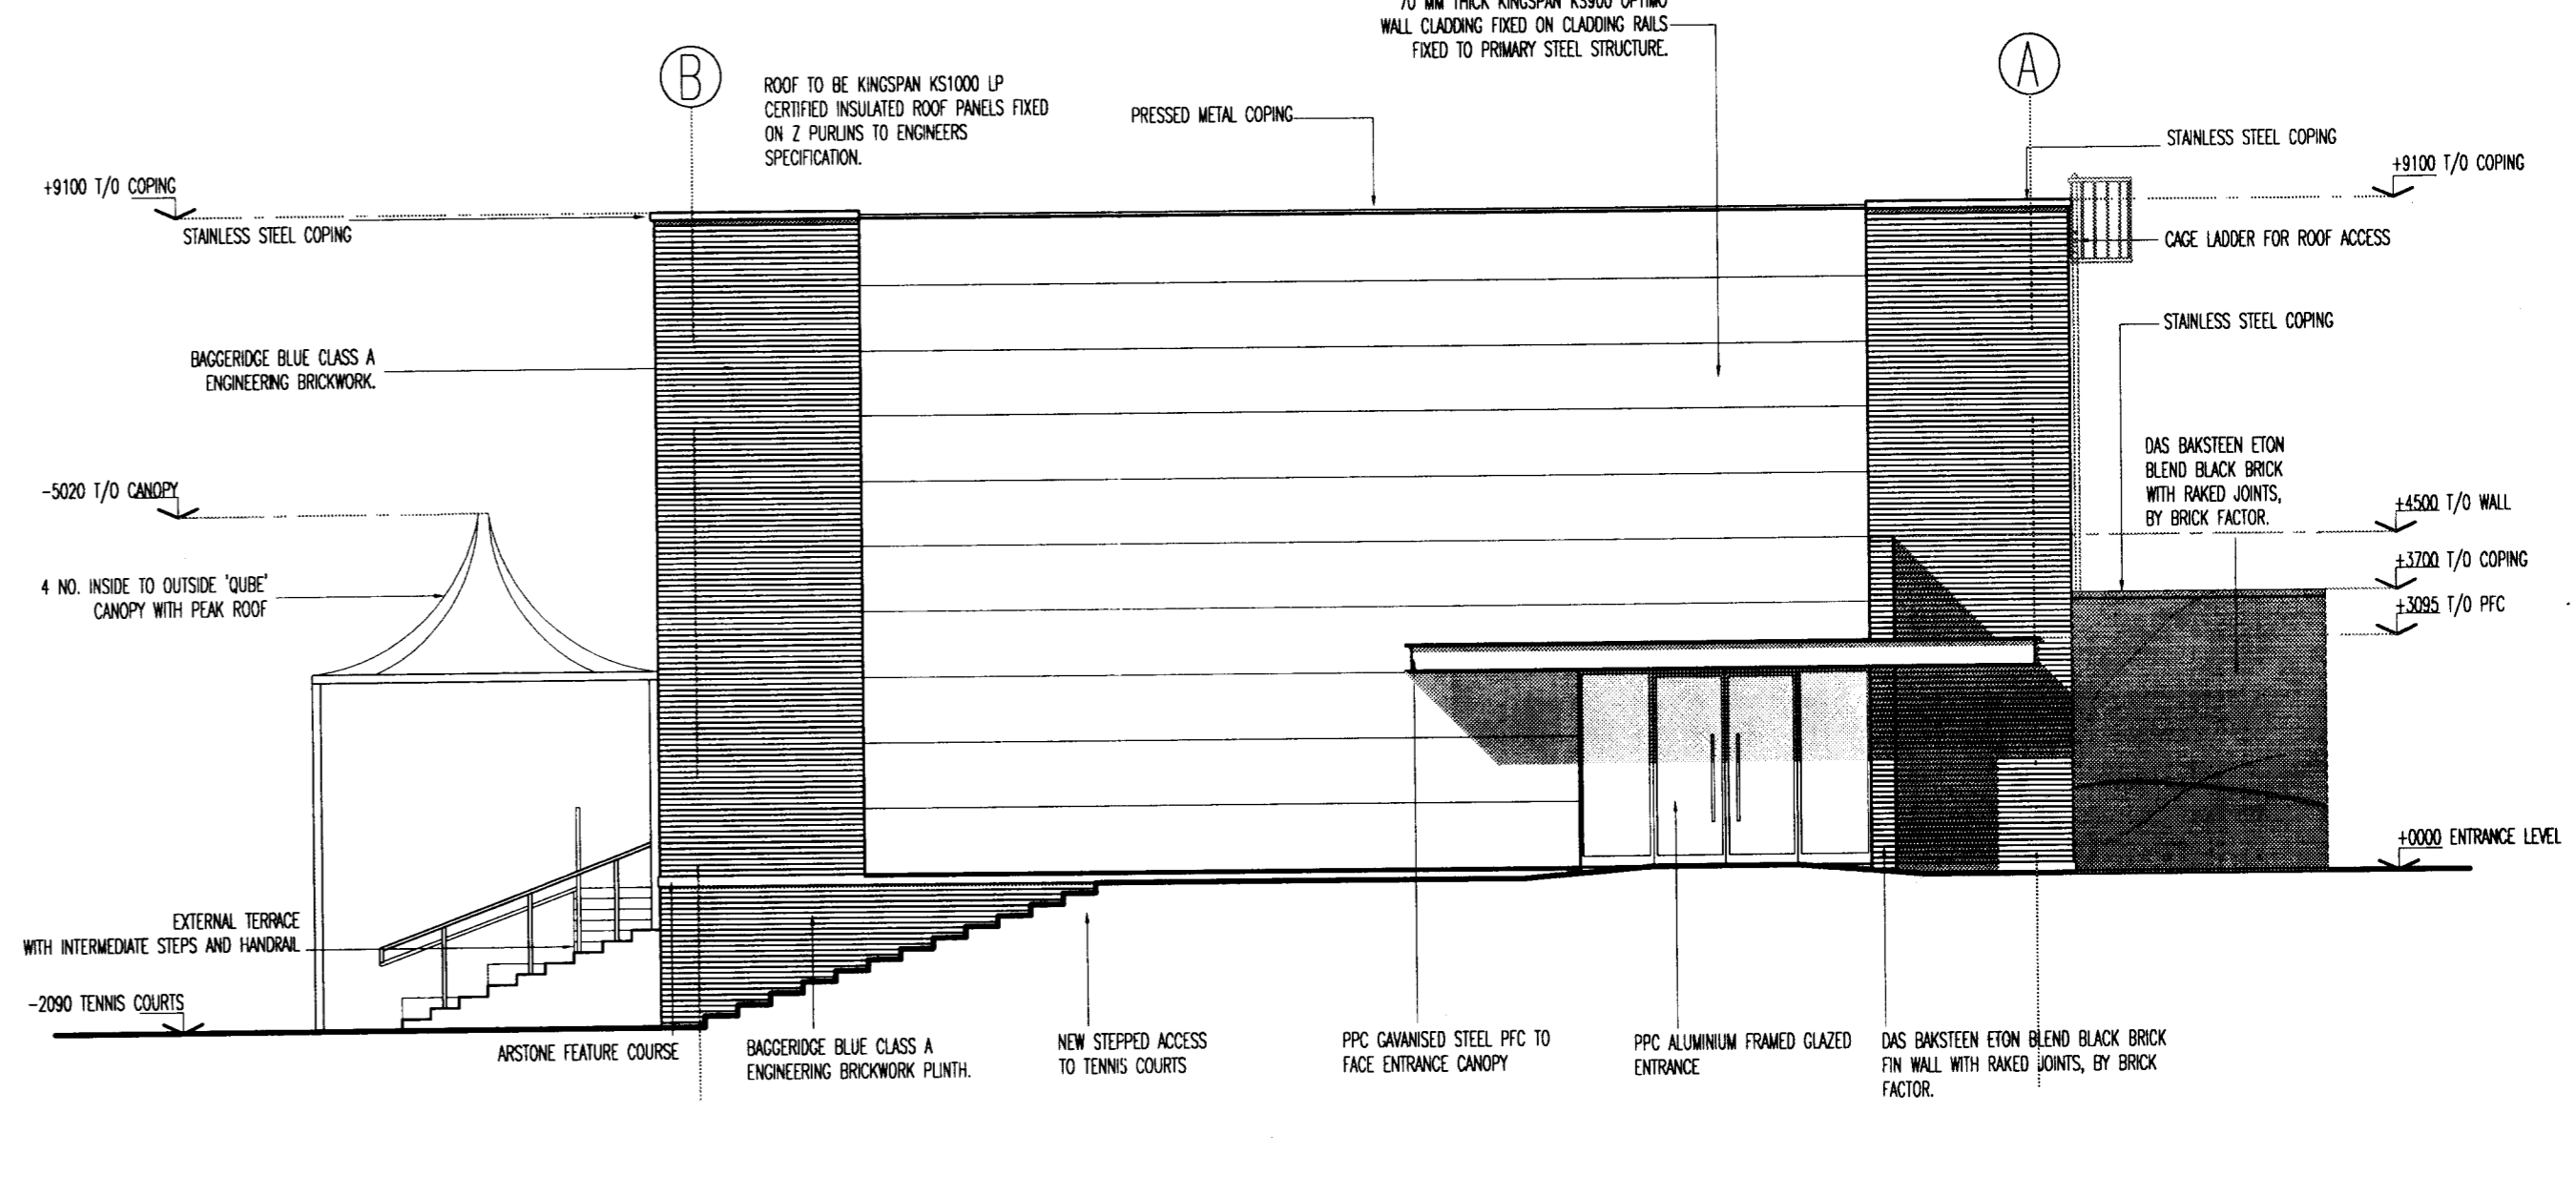 70 MM THICK KINGSPAN KS900 OPTIMO
WALL CLADDING FIXED ON CLADDING RAILS
FIXED TO PRIMARY STEEL STRUCTURE.
B
A
ROOF TO BE KINGSPAN KS1000 LP
CERTIFIED INSULATED ROOF PANELS FIXED
ON Z PURLINS TO ENGINEERS
SPECIFICATION.
PRESSED METAL COPING
STAINLESS STEEL COPING
+9100 T/O COPING
+9100 T/O COPING
STAINLESS STEEL COPING
CAGE LADDER FOR ROOF ACCESS
STAINLESS STEEL COPING
BAGGERIDGE BLUE CLASS A
ENGINEERING BRICKWORK.
DAS BAKSTEEN ETON
BLEND BLACK BRICK
WITH RAKED JOINTS,
BY BRICK FACTOR.
-5020 T/O CANOPY
+4500 T/O WALL
+3700 T/O COPING
+3095 T/O PFC
4 NO. INSIDE TO OUTSIDE 'QUBE'
CANOPY WITH PEAK ROOF
+0000 ENTRANCE LEVEL
EXTERNAL TERRACE
WITH INTERMEDIATE STEPS AND HANDRAIL
-2090 TENNIS COURTS
ARSTONE FEATURE COURSE
BAGGERIDGE BLUE CLASS A
ENGINEERING BRICKWORK PLINTH.
NEW STEPPED ACCESS
TO TENNIS COURTS
PPC GAVANISED STEEL PFC TO
FACE ENTRANCE CANOPY
PPC ALUMINIUM FRAMED GLAZED
ENTRANCE
DAS BAKSTEEN ETON BLEND BLACK BRICK
FIN WALL WITH RAKED JOINTS, BY BRICK
FACTOR.